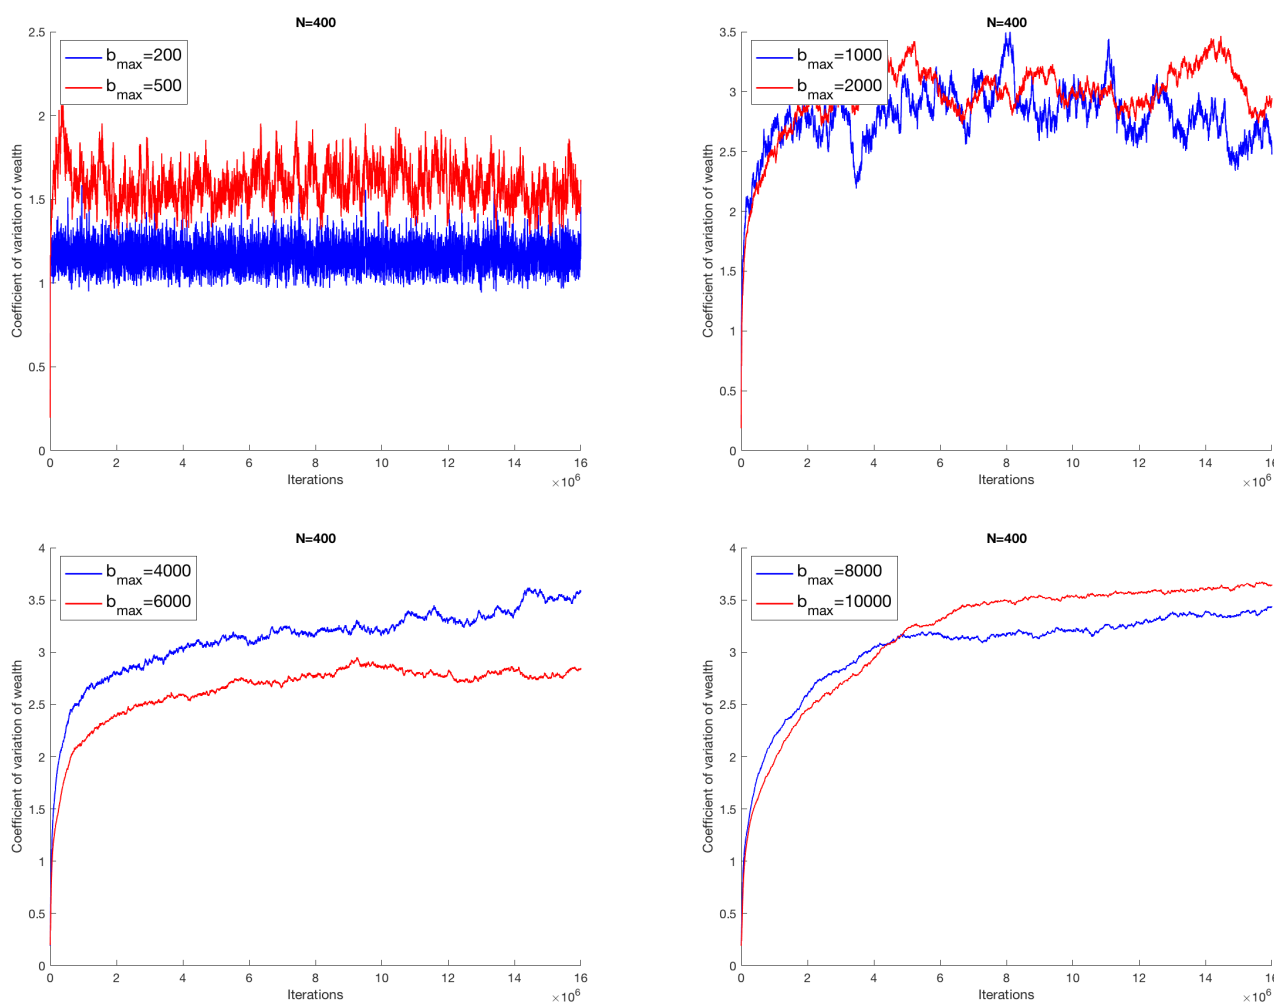 N=400
b_max=200
b_max=500
Coefficient of variation of wealth
2.5
2
1.5
1
0.5
0
0 2 4 6 8 10 12 14 16
Iterations
×10^6
N=400
b_max=1000
b_max=2000
Coefficient of variation of wealth
3.5
3
2.5
2
1.5
1
0.5
0
0 2 4 6 8 10 12 14 16
Iterations
×10^6
N=400
b_max=4000
b_max=6000
Coefficient of variation of wealth
4
3.5
3
2.5
2
1.5
1
0.5
0
0 2 4 6 8 10 12 14 16
Iterations
×10^6
N=400
b_max=8000
b_max=10000
Coefficient of variation of wealth
4
3.5
3
2.5
2
1.5
1
0.5
0
0 2 4 6 8 10 12 14 16
Iterations
×10^6